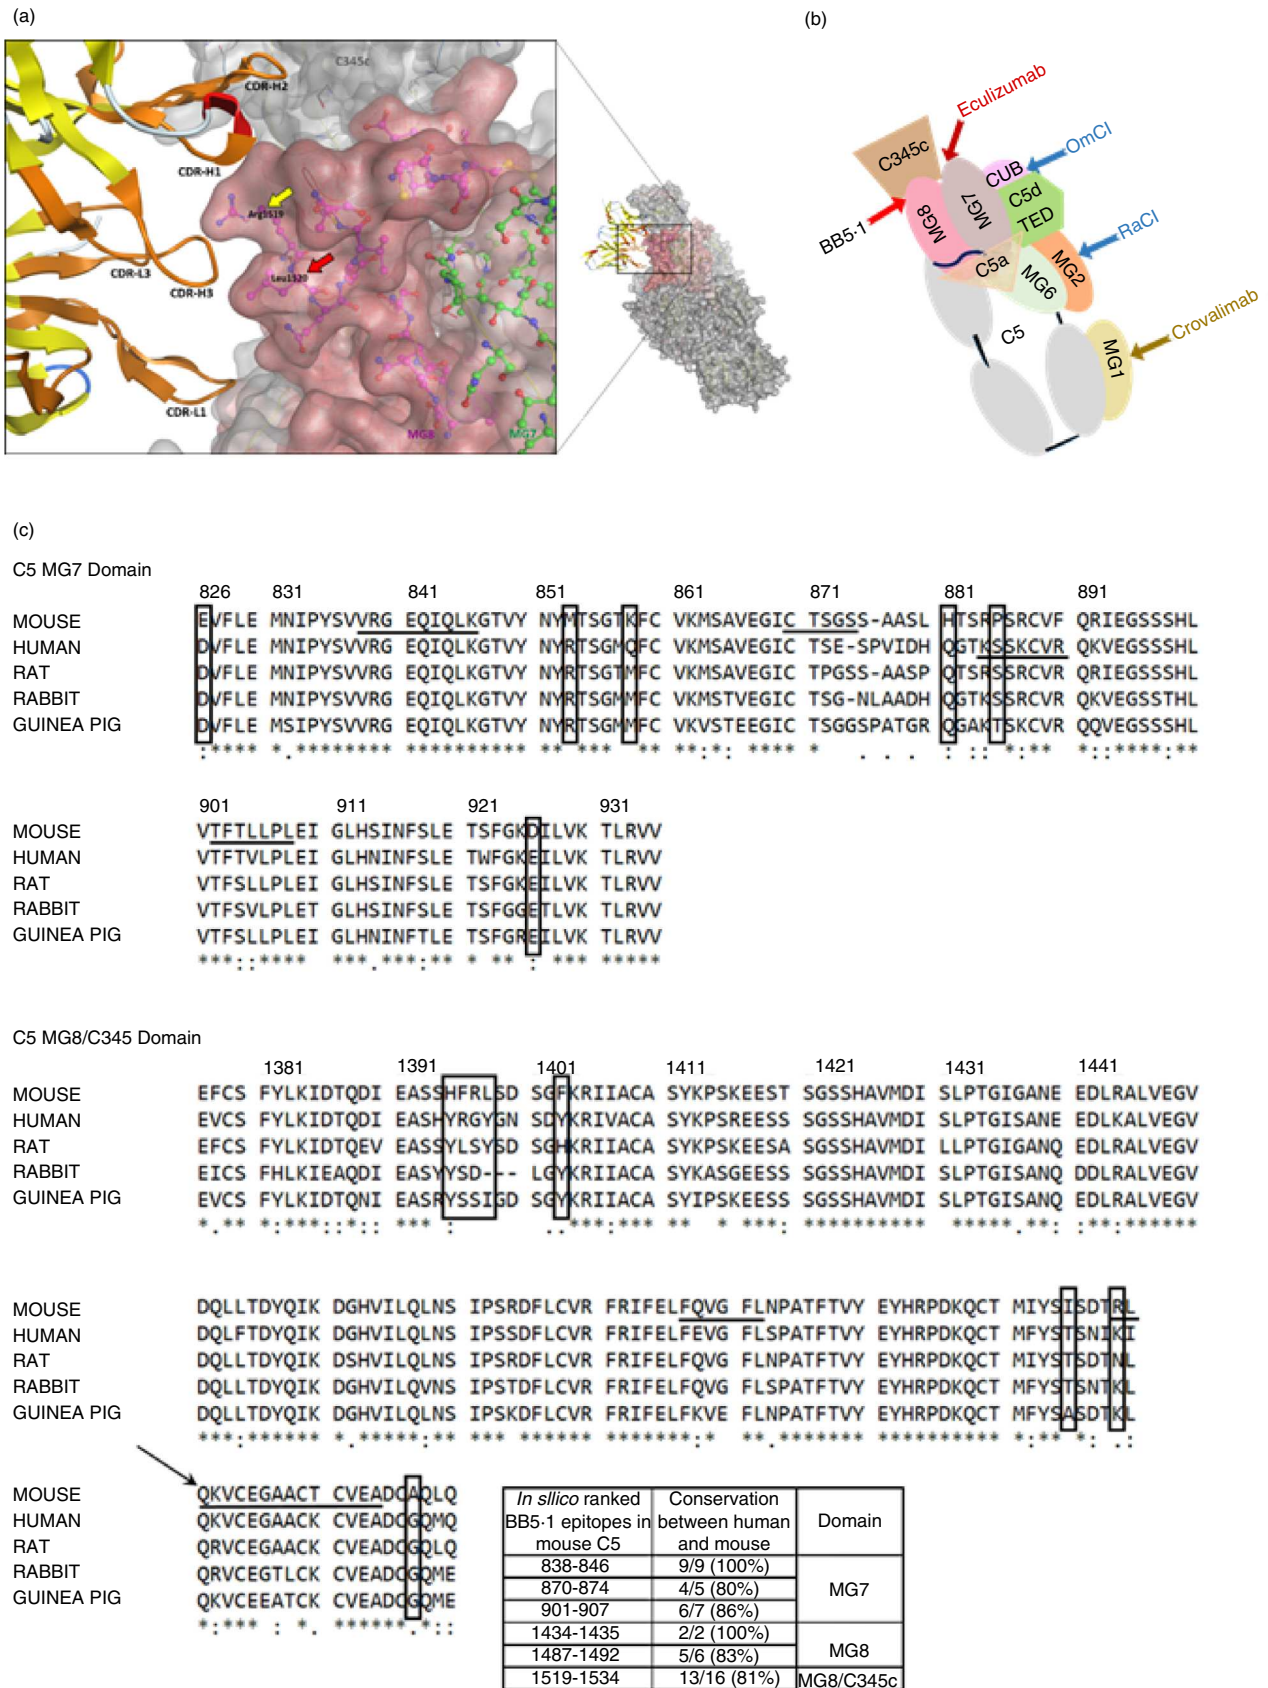 (a)
C345c
CDR-H2
CDR-H1
Arg1519
Leu1520
CDR-L3
CDR-H3
CDR-L1
MG8
MG7
(b)
Eculizumab
C345c
CUB
OmCI
MG7
C5d
TED
MG8
BB5·1
RaCI
C5a
MG2
MG6
C5
Crovalimab
MG1
(c)
C5 MG7 Domain
826 831 841 851 861 871 881 891
MOUSE EVFLE MNIPYSVVRG EQIQLKGTVY NYMTSGTKFC VKMSAVEGIC TSGSS-AASL HTSRPSRCVF QRIEGSSSHL
HUMAN DVFLE MNIPYSVVRG EQIQLKGTVY NYRTSGMQFC VKMSAVEGIC TSE-SPVIDH QGTKSSKCVR QKVEGSSSHL
RAT DVFLE MNIPYSVVRG EQIQLKGTVY NYRTSGTMFC VKMSAVEGIC TPGSS-AASP QTSRSSRCVR QKVEGSSSHL
RABBIT DVFLE MNIPYSVVRG EQIQLKGTVY NYRTSGMMFC VKMSTVEGIC TSG-NLAADH QGTKSSKCVR QKVEGSSTHL
GUINEA PIG DVFLE MSIPYSVVRG EQIQLKGTVY NYRTSGMMFC VKVSTEEGIC TSGGSPATGR QGAKTSKCVR QQVEGSSSHL
:**** *.******** ********** ** *** ** **:*: **** * . . . : ::*:** *::****:**
901 911 921 931
MOUSE VTFTLLPLEI GLHSINFSLE TSFGKDILVK TLRVV
HUMAN VTFTVLPLEI GLHNINFSLE TWFGKEILVK TLRVV
RAT VTFSLLPLEI GLHSINFSLE TSFGKEILVK TLRVV
RABBIT VTFSVLPLET GLHSINFSLE TSFGGETLVK TLRVV
GUINEA PIG VTFSLLPLEI GLHNINFTLE TSFGREILVK TLRVV
***::**** ***.***:** * ** : *** *****
C5 MG8/C345 Domain
1381 1391 1401 1411 1421 1431 1441
MOUSE EFCS FYLKIDTQDI EASSHFRLSD SGFKRIIACA SYKPSKEEST SGSSHAVMDI SLPTGIGANE EDLRALVEGV
HUMAN EVCS FYLKIDTQDI EASHYRGYGN SDYKRIVACA SYKPSREESS SGSSHAVMDI SLPTGISANE EDLKALVEGV
RAT EVCS FYLKIDTQEV EASSYLSYSD SGHKRIIACA SYKPSKEESA SGSSHAVMDI LLPTGIGANQ EDLRALVEGV
RABBIT EICS FHLKIEAQDI EASYYSD--- LGYKRIIACA SYKASGEESS SGSSHAVMDI SLPTGISANQ DDLRALVEGV
GUINEA PIG EVCS FYLKIDTQNI EASRYSSIGD SGYKRIIACA SYIPSKEESS SGSSHAVMDI SLPTGISANQ EDLRALVEGV
*.** *:***::*:: *** : ..***:*** ** * ***: ********** *****.**: :**:******
MOUSE DQLLTDYQIK DGHVILQLNS IPSRDFLCVR FRIFELFQVG FLNPATFTVY EYHRPDKQCT MIYSISDTRL
HUMAN DQLFTDYQIK DGHVILQLNS IPSSDFLCVR FRIFELFEVG FLSPATFTVY EYHRPDKQCT MFYSTSNIKI
RAT DQLLTDYQIK DSHVILQLNS IPSRDFLCVR FRIFELFQVG FLNPATFTVY EYHRPDKQCT MIYSTSDTNL
RABBIT DQLLTDYQIK DGHVILQVNS IPSTDFLCVR FRIFELFQVG FLSPATFTVY EYHRPDKQCT MFYSTSNTKL
GUINEA PIG DQLLTDYQIK DGHVILQLNS IPSKDFLCVR FRIFELFKVE FLNPATFTVY EYHRPDKQCT MFYSASDTKL
***:****** *.*****:** *** ****** *******:* **.******* ********** *:** *: .:
MOUSE QKVCEGAACT CVEADCAQLQ
HUMAN QKVCEGAACK CVEADCGQMQ
RAT QRVCEGAACK CVEADCGQLQ
RABBIT QRVCEGTLCK CVEADCGQME
GUINEA PIG QKVCEEATCK CVEADCGQME
*:*** : *. ******.*::
In sllico ranked BB5·1 epitopes in mouse C5 Conservation between human and mouse Domain
838-846 9/9 (100%) MG7
870-874 4/5 (80%)
901-907 6/7 (86%)
1434-1435 2/2 (100%) MG8
1487-1492 5/6 (83%)
1519-1534 13/16 (81%) MG8/C345c